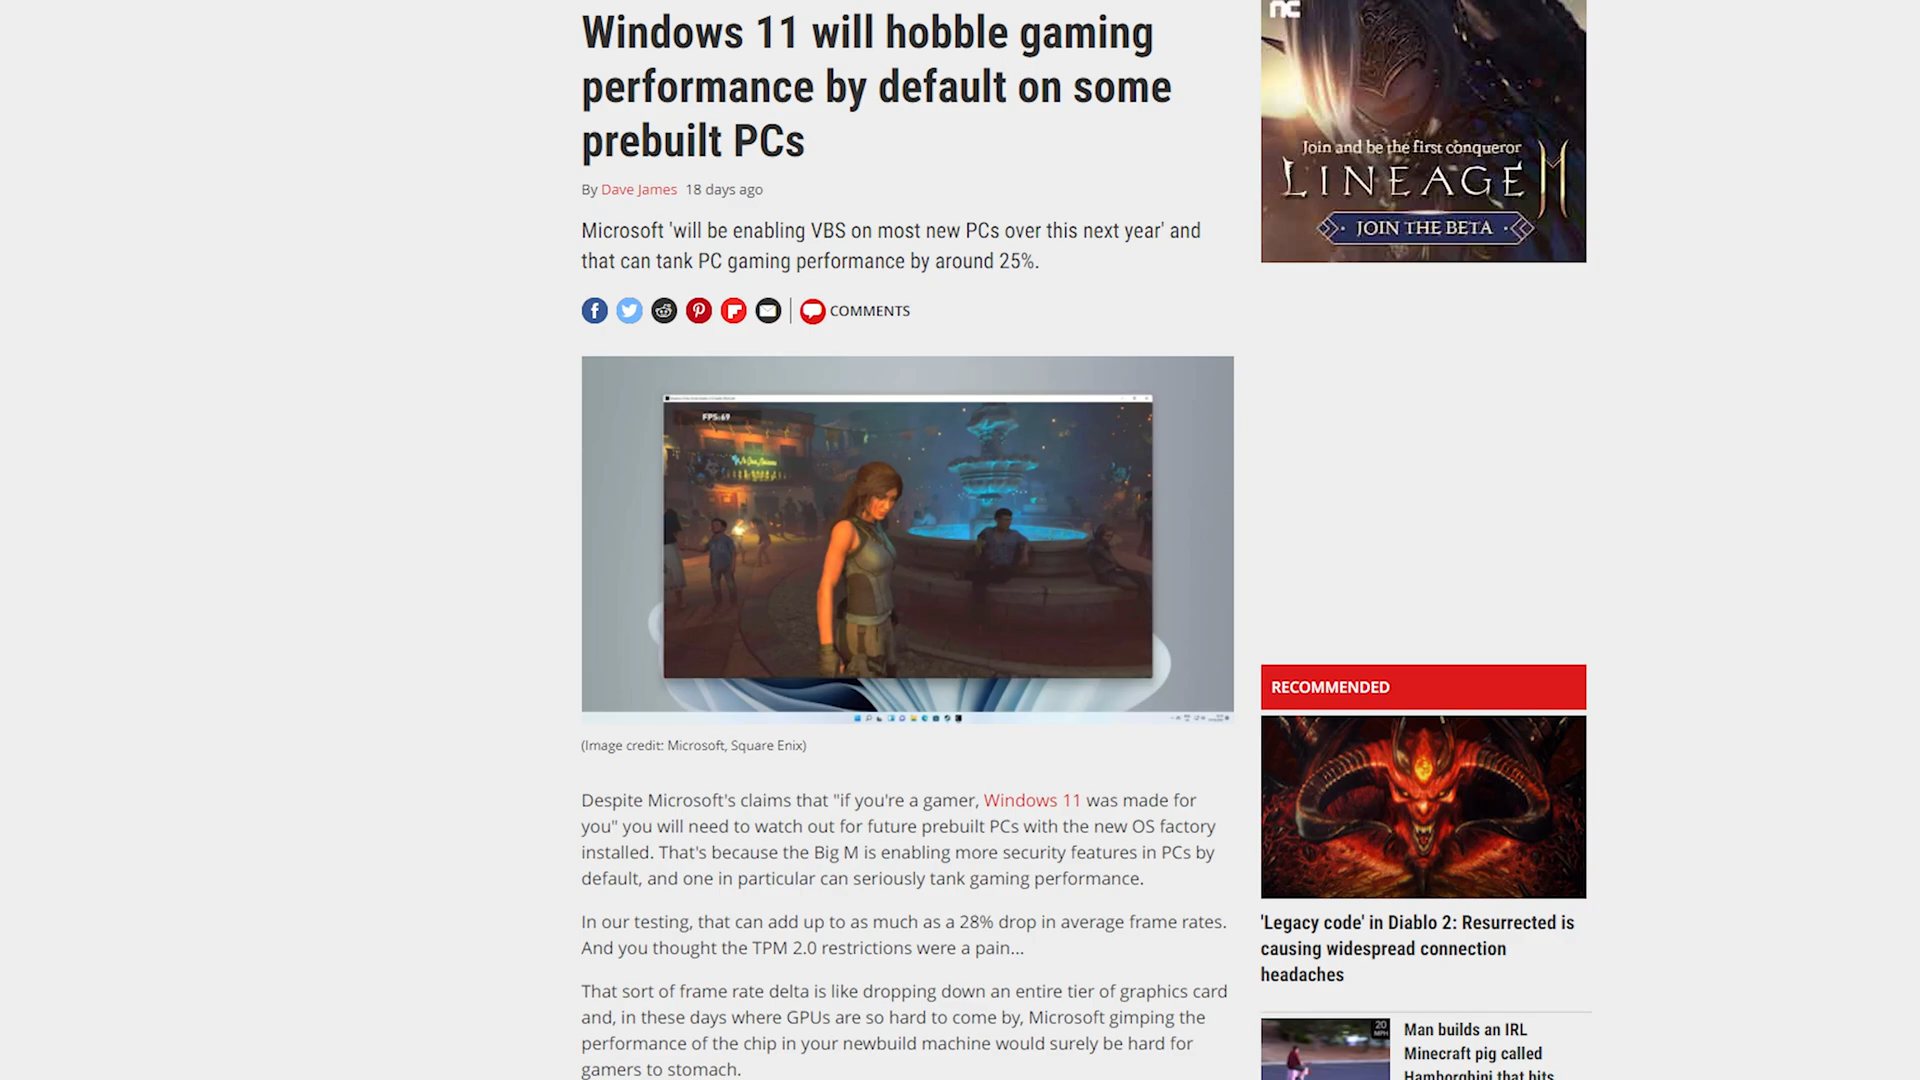 Windows 11 will hobble gaming
performance by default on some
prebuilt PCs
By Dave James 18 days ago
Microsoft 'will be enabling VBS on most new PCs over this next year' and
that can tank PC gaming performance by around 25%.
COMMENTS
FPS:69
(Image credit: Microsoft, Square Enix)
Despite Microsoft's claims that "if you're a gamer, Windows 11 was made for
you" you will need to watch out for future prebuilt PCs with the new OS factory
installed. That's because the Big M is enabling more security features in PCs by
default, and one in particular can seriously tank gaming performance.
In our testing, that can add up to as much as a 28% drop in average frame rates.
And you thought the TPM 2.0 restrictions were a pain...
That sort of frame rate delta is like dropping down an entire tier of graphics card
and, in these days where GPUs are so hard to come by, Microsoft gimping the
performance of the chip in your newbuild machine would surely be hard for
gamers to stomach.
NC
Join and be the first conqueror
LINEAGE M
JOIN THE BETA
RECOMMENDED
'Legacy code' in Diablo 2: Resurrected is
causing widespread connection
headaches
20
MPH
Man builds an IRL
Minecraft pig called
Hamborghini that hits